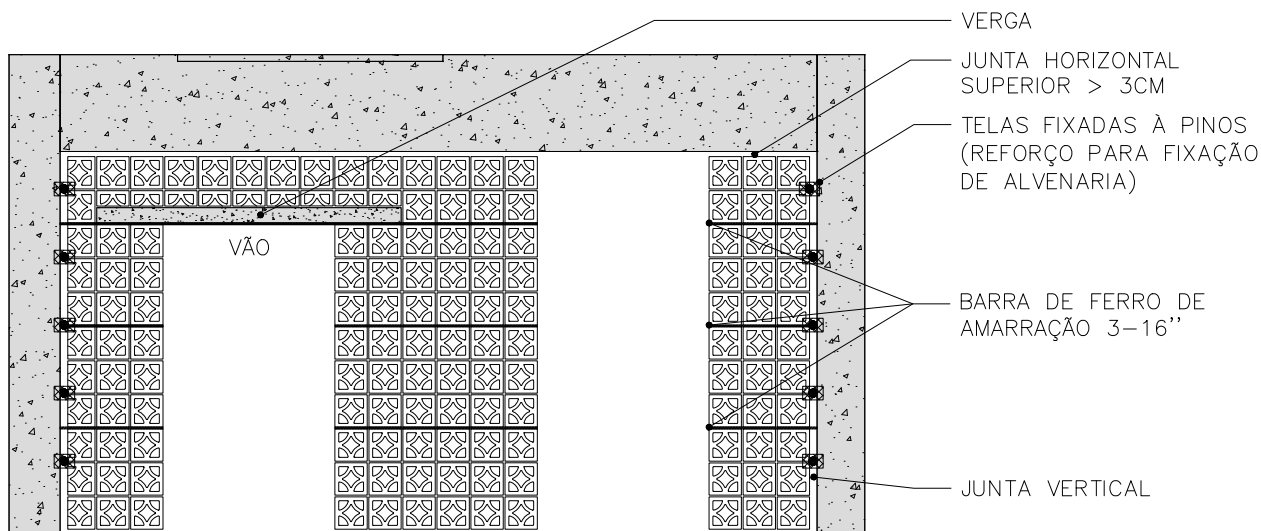 VERGA
JUNTA HORIZONTAL
SUPERIOR > 3CM
TELAS FIXADAS À PINOS
(REFORÇO PARA FIXAÇÃO
DE ALVENARIA)
VÃO
BARRA DE FERRO DE
AMARRAÇÃO 3-16’’
JUNTA VERTICAL